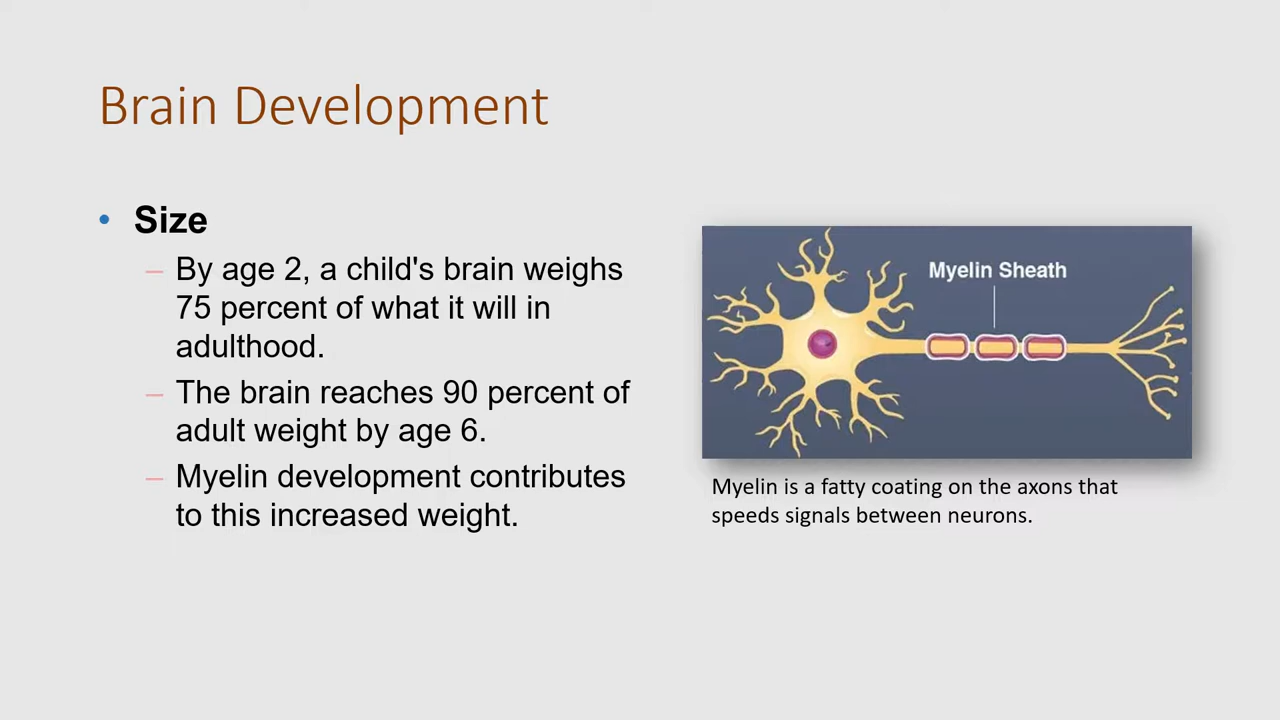 Brain Development
• Size
– By age 2, a child's brain weighs
75 percent of what it will in
adulthood.
– The brain reaches 90 percent of
adult weight by age 6.
– Myelin development contributes
to this increased weight.
Myelin Sheath
Myelin is a fatty coating on the axons that
speeds signals between neurons.